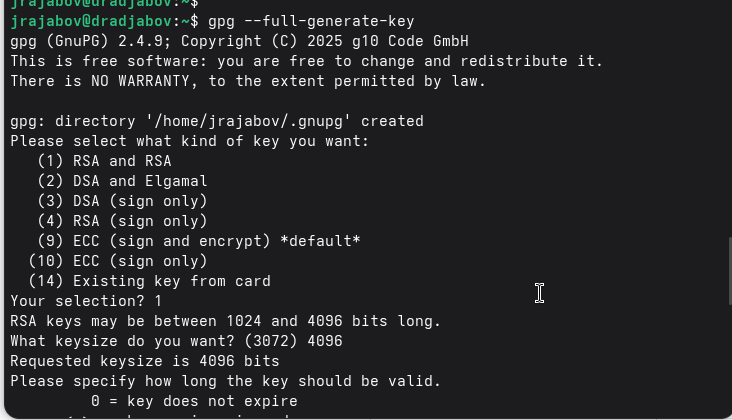 jrajabov@dradjabov:~$
jrajabov@dradjabov:~$ gpg --full-generate-key
gpg (GnuPG) 2.4.9; Copyright (C) 2025 g10 Code GmbH
This is free software: you are free to change and redistribute it.
There is NO WARRANTY, to the extent permitted by law.

gpg: directory '/home/jrajabov/.gnupg' created
Please select what kind of key you want:
   (1) RSA and RSA
   (2) DSA and Elgamal
   (3) DSA (sign only)
   (4) RSA (sign only)
   (9) ECC (sign and encrypt) *default*
  (10) ECC (sign only)
  (14) Existing key from card
Your selection? 1
RSA keys may be between 1024 and 4096 bits long.
What keysize do you want? (3072) 4096
Requested keysize is 4096 bits
Please specify how long the key should be valid.
         0 = key does not expire